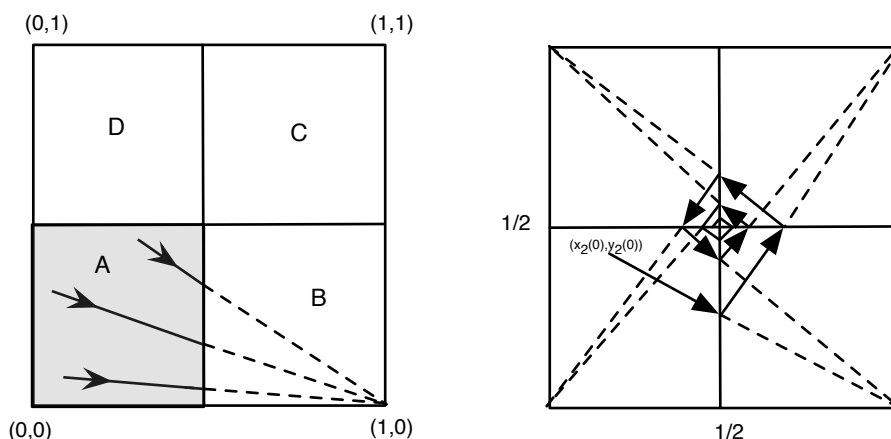 (0,1)
(1,1)
D
C
A
B
(0,0)
(1,0)
1/2
(x2(0),y2(0))
1/2